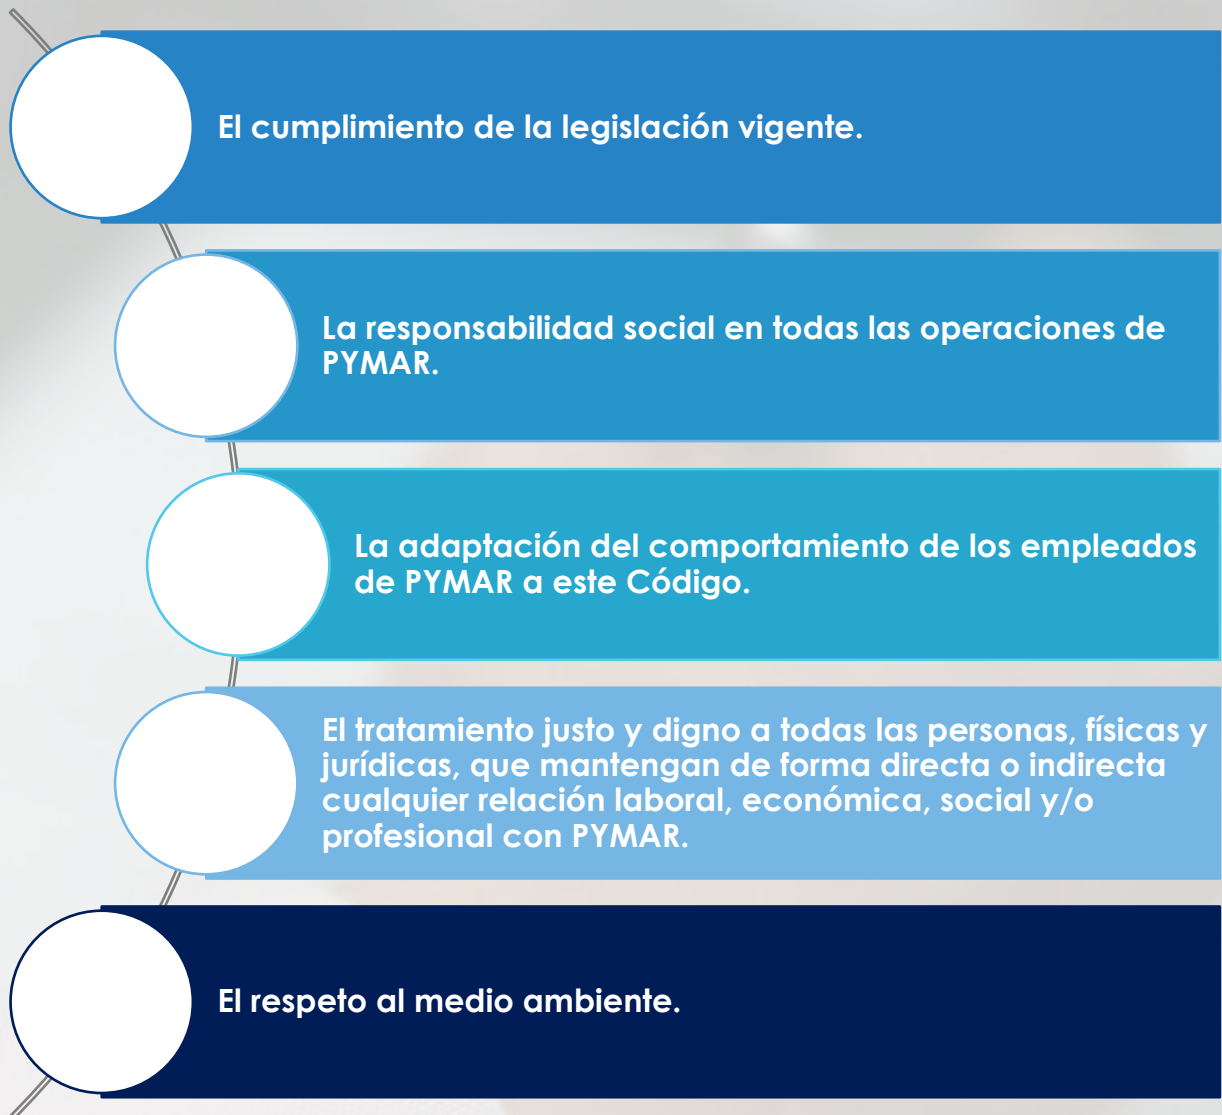 El cumplimiento de la legislación vigente.
La responsabilidad social en todas las operaciones de
PYMAR.
La adaptación del comportamiento de los empleados
de PYMAR a este Código.
El tratamiento justo y digno a todas las personas, físicas y
jurídicas, que mantengan de forma directa o indirecta
cualquier relación laboral, económica, social y/o
profesional con PYMAR.
El respeto al medio ambiente.